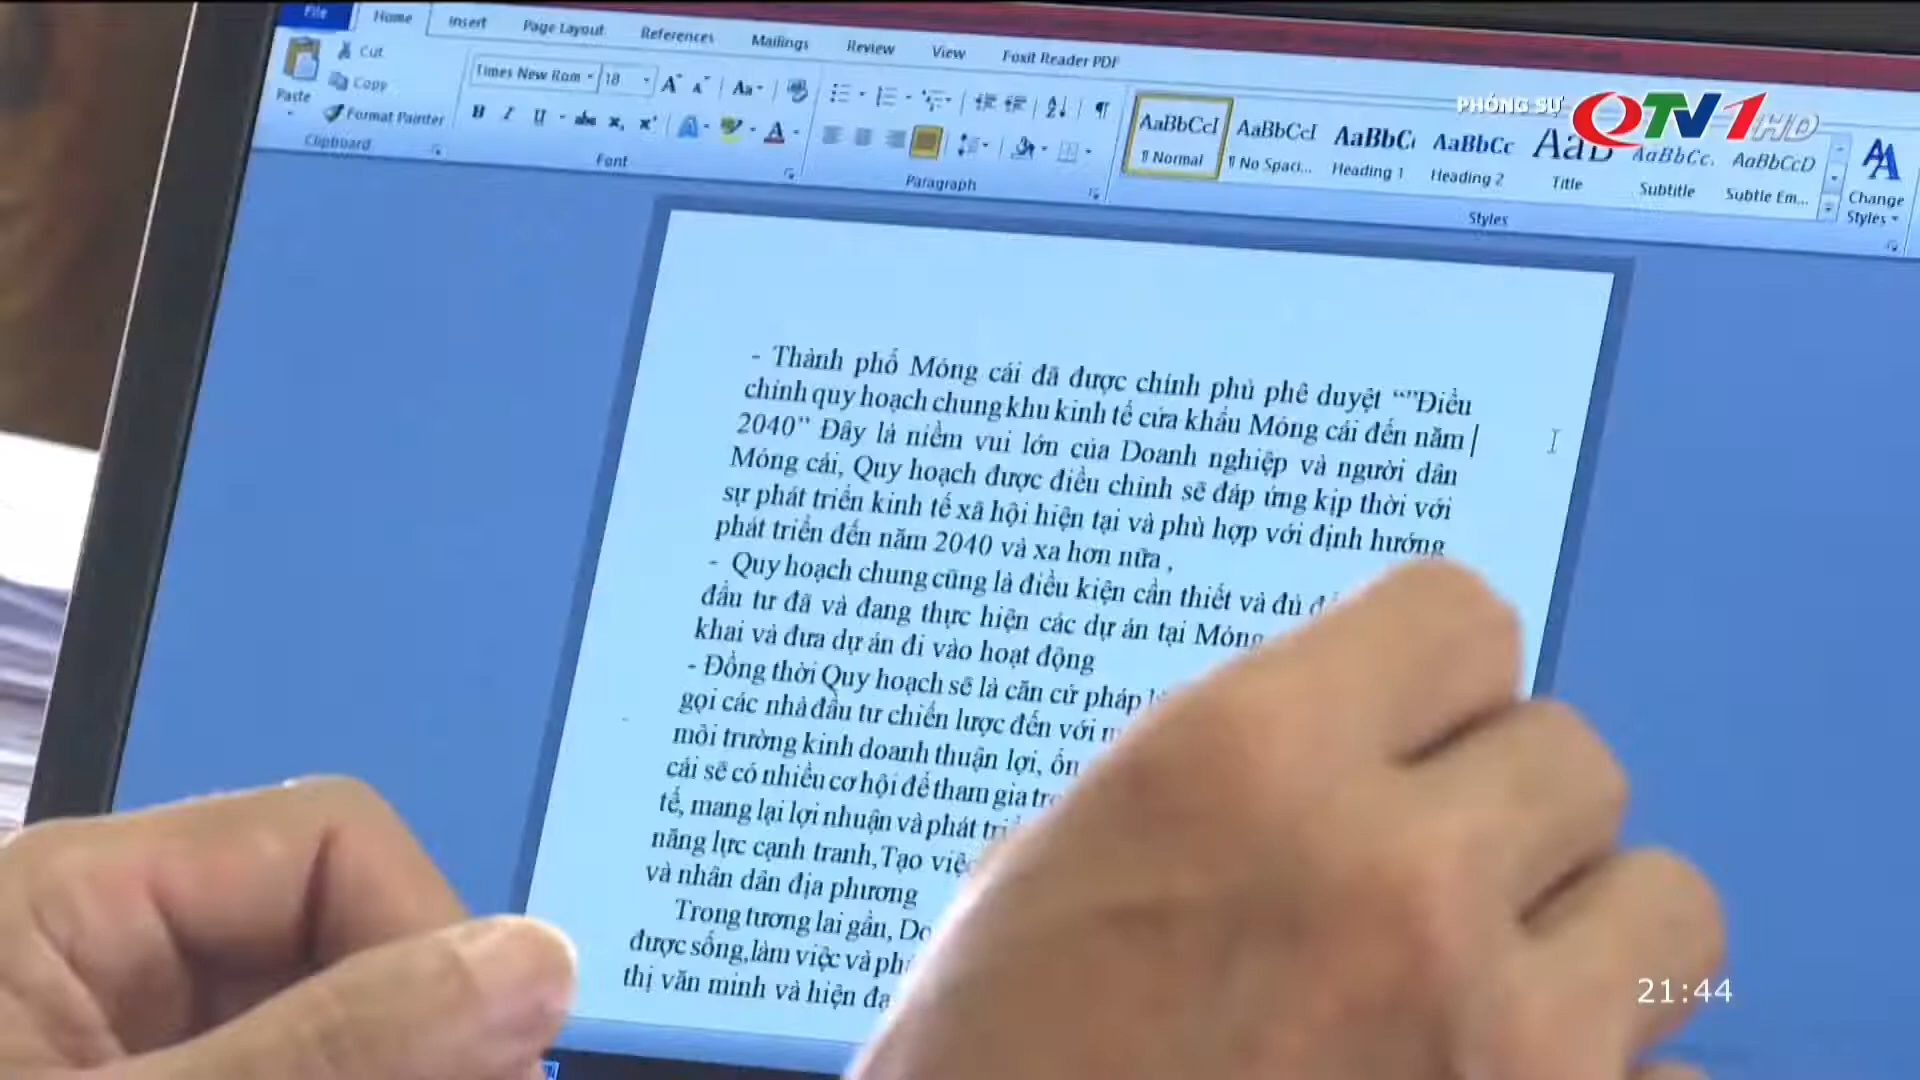 File Home Insert Page Layout References Mailings Review View Foxit Reader PDF
Cut
Copy
Paste
Format Painter
Clipboard
Times New Rom 18
Font
Paragraph
AaBbCcI AaBbCcI AaBbC AaBbCc AaB AaBbCc. AaBbCcD
¶ Normal ¶ No Spaci... Heading 1 Heading 2 Title Subtitle Subtle Em...
Change
Styles
Styles
PHÓNG SỰ QTV1HD
- Thành phố Móng cái đã được chính phủ phê duyệt “”Điều
chỉnh quy hoạch chung khu kinh tế cửa khẩu Móng cái đến năm
2040” Đây là niềm vui lớn của Doanh nghiệp và người dân
Móng cái, Quy hoạch được điều chỉnh sẽ đáp ứng kịp thời với
sự phát triển kinh tế xã hội hiện tại và phù hợp với định hướng
phát triển đến năm 2040 và xa hơn nữa ,
- Quy hoạch chung cũng là điều kiện cần thiết và đủ
đầu tư đã và đang thực hiện các dự án tại Móng
khai và đưa dự án đi vào hoạt động
- Đồng thời Quy hoạch sẽ là căn cứ pháp
gọi các nhà đầu tư chiến lược đến với
môi trường kinh doanh thuận lợi, ổn
cái sẽ có nhiều cơ hội để tham gia
tế, mang lại lợi nhuận và phát
năng lực cạnh tranh,Tạo việc
và nhân dân địa phương
Trong tương lai gần,
được sống,làm việc và
thị văn minh và hiện
21:44